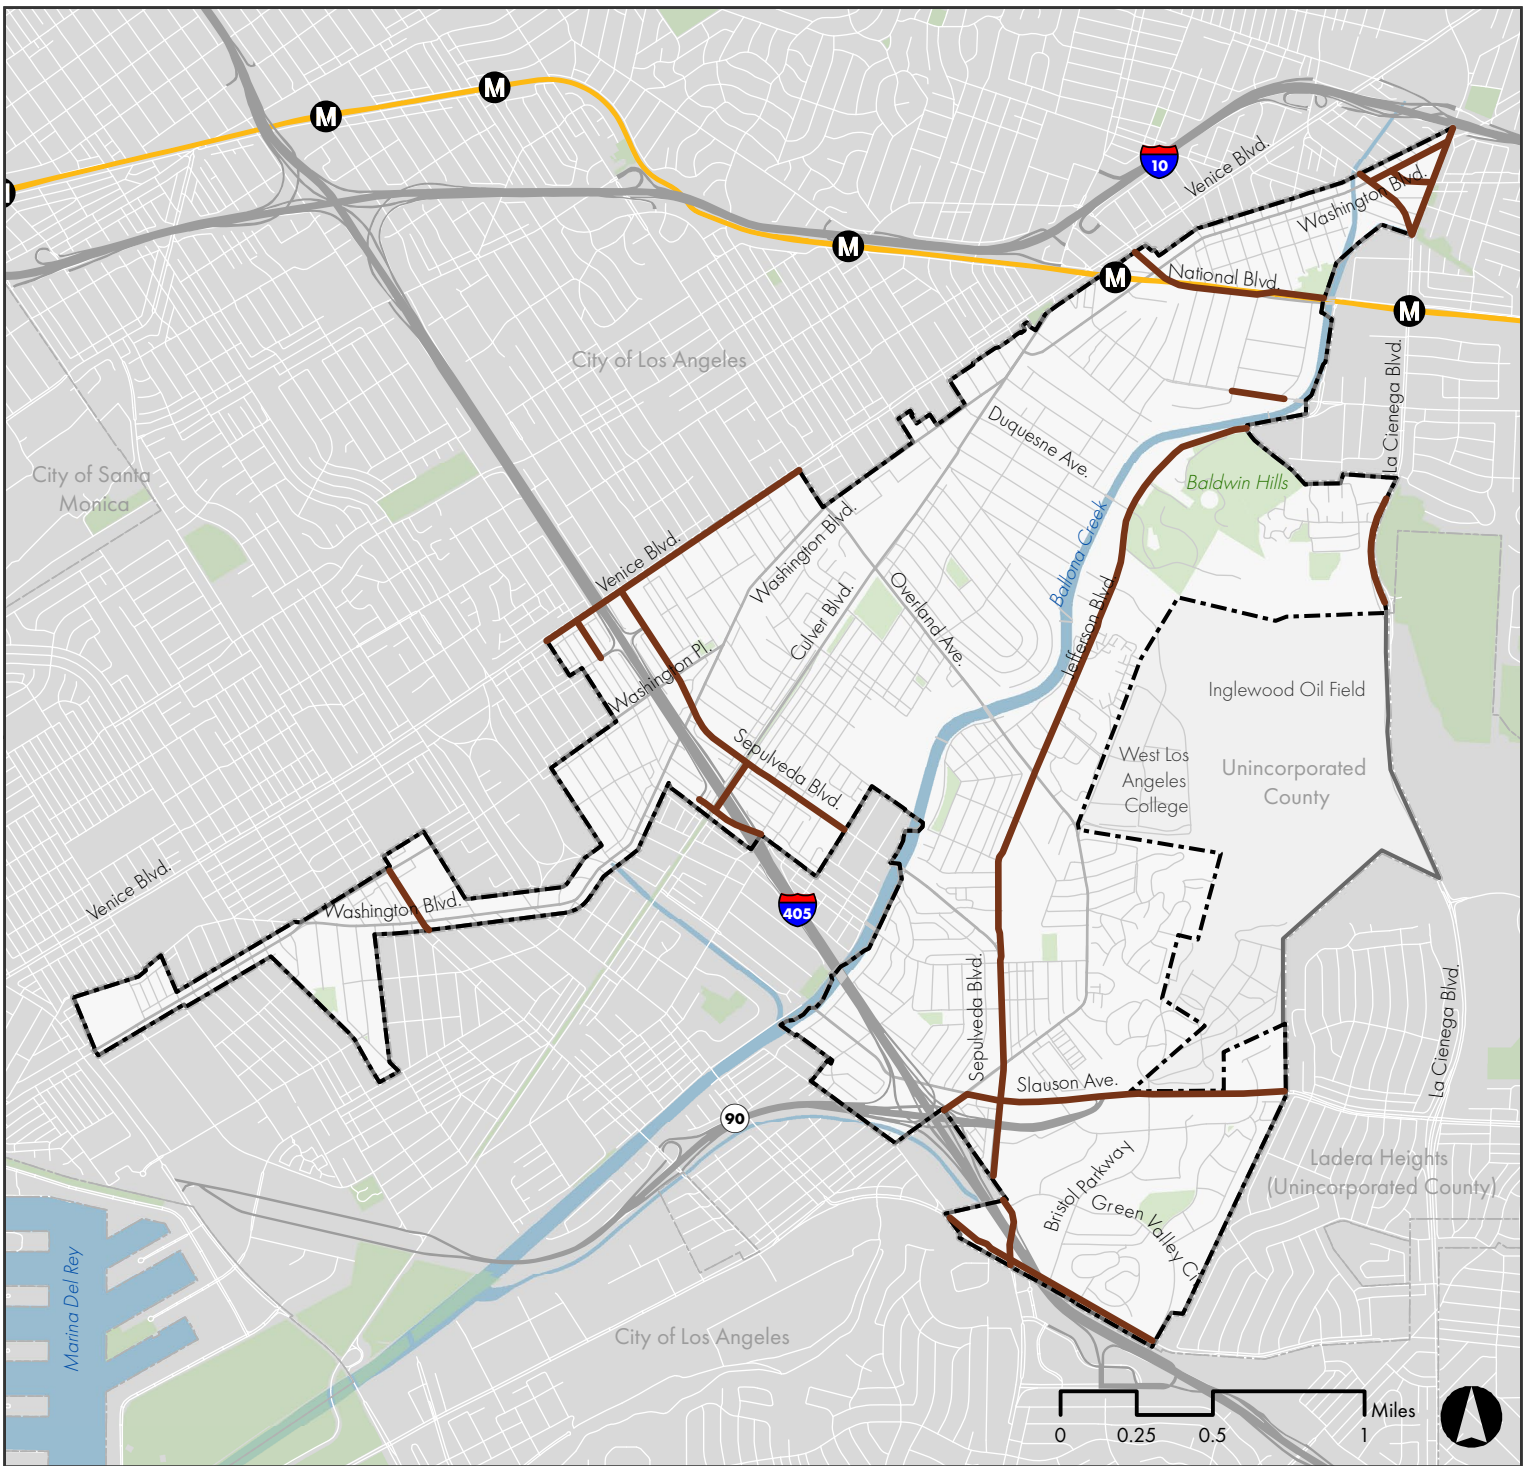 M
M
10
Venice Blvd.
Washington Blvd.
M
M
National Blvd.
M
City of Los Angeles
La Cienega Blvd.
Duquesne Ave.
City of Santa
Monica
Baldwin Hills
Venice Blvd.
Washington Blvd.
Ballona Creek
Culver Blvd.
Overland Ave.
Jefferson Blvd.
Washington Pl.
Inglewood Oil Field
Sepulveda Blvd.
West Los
Angeles
College
Unincorporated
County
Venice Blvd.
Washington Blvd.
405
Sepulveda Blvd.
La Cienega Blvd.
Slauson Ave.
90
Bristol Parkway
Green Valley Ci
Ladera Heights
(Unincorporated County)
Marina Del Rey
City of Los Angeles
Miles
0 0.25 0.5 1